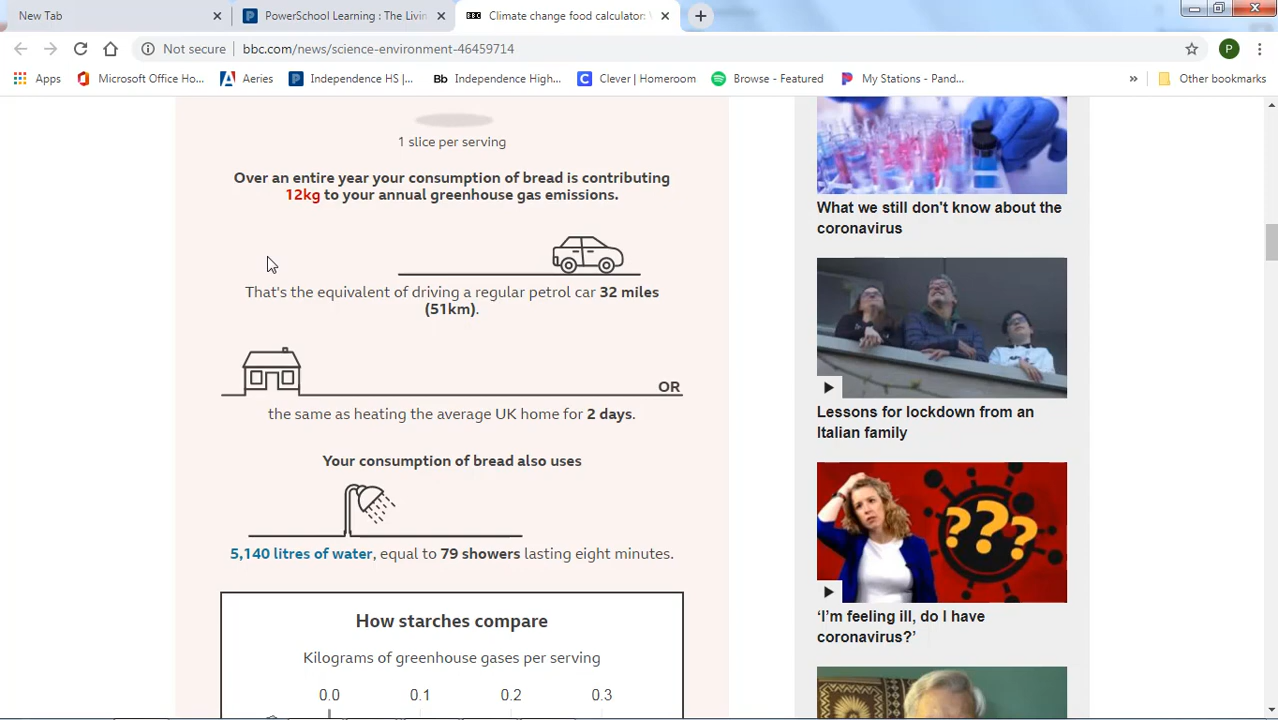 New Tab
PowerSchool Learning : The Livin
Climate change food calculator: W
Not secure
bbc.com/news/science-environment-46459714
P
Apps
Microsoft Office Ho...
Aeries
Independence HS |...
Bb Independence High...
Clever | Homeroom
Browse - Featured
My Stations - Pand...
»
Other bookmarks
1 slice per serving
Over an entire year your consumption of bread is contributing
12kg to your annual greenhouse gas emissions.
That's the equivalent of driving a regular petrol car 32 miles
(51km).
OR
the same as heating the average UK home for 2 days.
Your consumption of bread also uses
5,140 litres of water, equal to 79 showers lasting eight minutes.
How starches compare
Kilograms of greenhouse gases per serving
0.0 0.1 0.2 0.3
What we still don't know about the
coronavirus
Lessons for lockdown from an
Italian family
???
‘I’m feeling ill, do I have
coronavirus?’